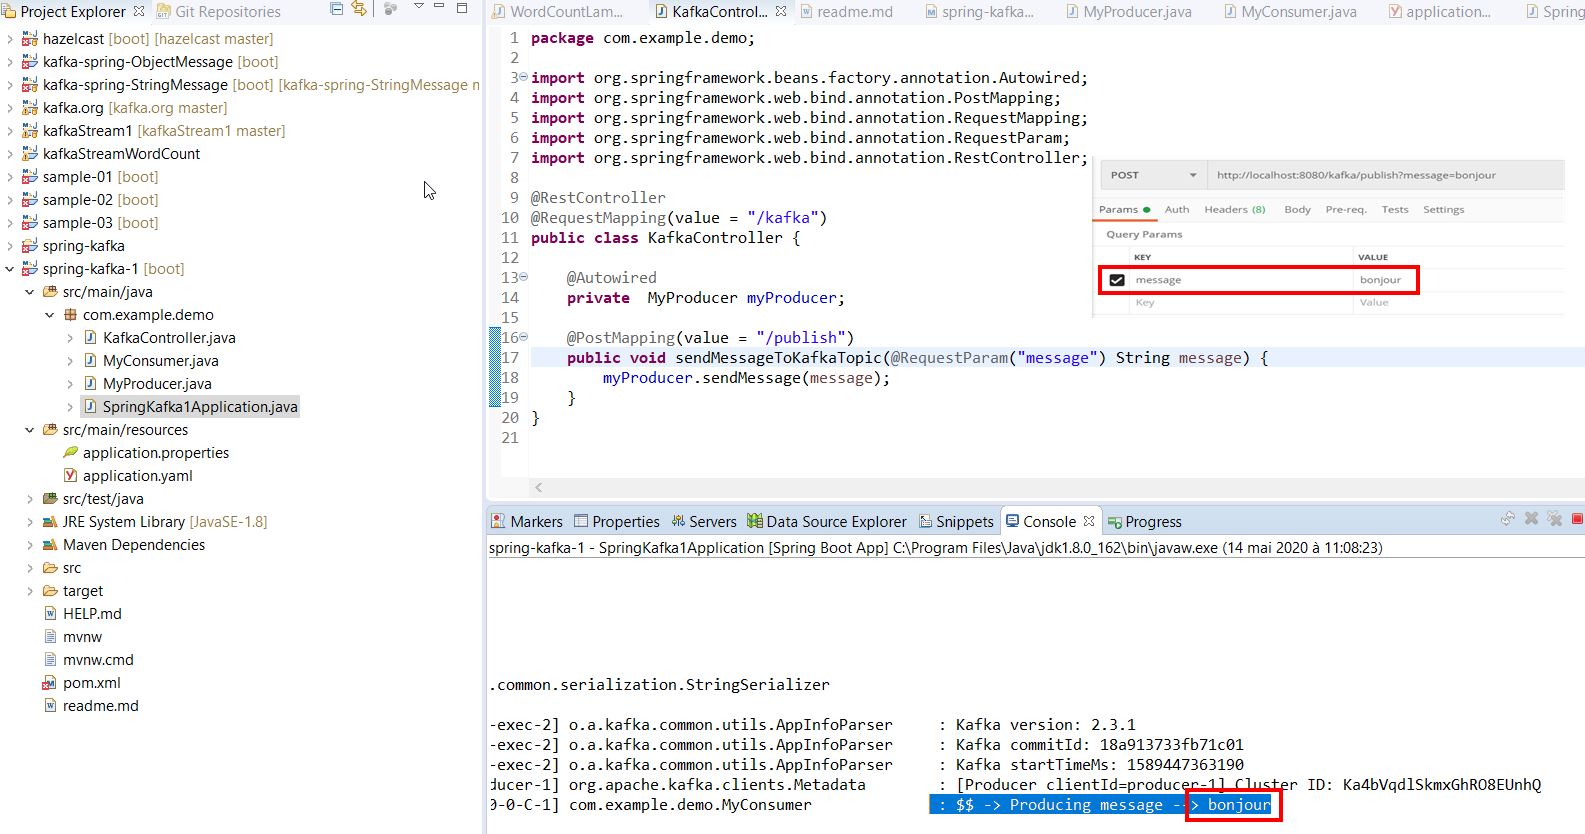 Project Explorer
Git Repositories
hazelcast [boot] [hazelcast master]
kafka-spring-ObjectMessage [boot]
kafka-spring-StringMessage [boot] [kafka-spring-StringMessage m
kafka.org [kafka.org master]
kafkaStream1 [kafkaStream1 master]
kafkaStreamWordCount
sample-01 [boot]
sample-02 [boot]
sample-03 [boot]
spring-kafka
spring-kafka-1 [boot]
src/main/java
com.example.demo
KafkaController.java
MyConsumer.java
MyProducer.java
SpringKafka1Application.java
src/main/resources
application.properties
application.yaml
src/test/java
JRE System Library [JavaSE-1.8]
Maven Dependencies
src
target
HELP.md
mvnw
mvnw.cmd
pom.xml
readme.md
WordCountLam... KafkaControl... readme.md spring-kafka... MyProducer.java MyConsumer.java application... Spring
1 package com.example.demo;
2
3 import org.springframework.beans.factory.annotation.Autowired;
4 import org.springframework.web.bind.annotation.PostMapping;
5 import org.springframework.web.bind.annotation.RequestMapping;
6 import org.springframework.web.bind.annotation.RequestParam;
7 import org.springframework.web.bind.annotation.RestController;
8
9 @RestController
10 @RequestMapping(value = "/kafka")
11 public class KafkaController {
12
13 @Autowired
14 private MyProducer myProducer;
15
16 @PostMapping(value = "/publish")
17 public void sendMessageToKafkaTopic(@RequestParam("message") String message) {
18 myProducer.sendMessage(message);
19 }
20 }
21
POST http://localhost:8080/kafka/publish?message=bonjour
Params Auth Headers (8) Body Pre-req. Tests Settings
Query Params
KEY VALUE
message bonjour
Key Value
Markers Properties Servers Data Source Explorer Snippets Console Progress
spring-kafka-1 - SpringKafka1Application [Spring Boot App] C:\Program Files\Java\jdk1.8.0_162\bin\javaw.exe (14 mai 2020 à 11:08:23)
.common.serialization.StringSerializer
-exec-2] o.a.kafka.common.utils.AppInfoParser : Kafka version: 2.3.1
-exec-2] o.a.kafka.common.utils.AppInfoParser : Kafka commitId: 18a913733fb71c01
-exec-2] o.a.kafka.common.utils.AppInfoParser : Kafka startTimeMs: 1589447363190
ducer-1] org.apache.kafka.clients.Metadata : [Producer clientId=producer-1] Cluster ID: Ka4bVqdlSkmxGhRO8EUnhQ
0-0-C-1] com.example.demo.MyConsumer : $$ -> Producing message --> bonjour